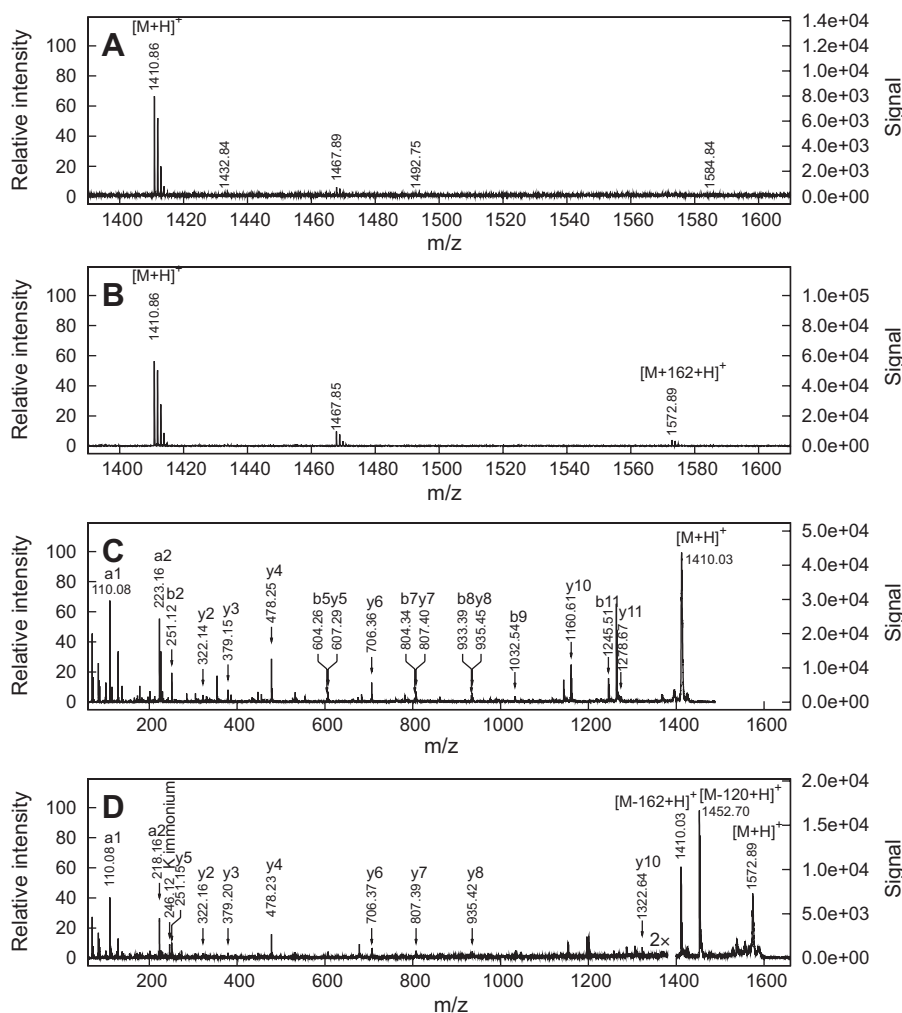 A
[M+H]+
1410.86
1432.84
1467.89
1492.75
1584.84
Relative intensity
100
80
60
40
20
0
1.4e+04
1.2e+04
1.0e+04
8.0e+03
6.0e+03
4.0e+03
2.0e+03
0.0e+00
Signal
1400 1420 1440 1460 1480 1500 1520 1540 1560 1580 1600
m/z
B
[M+H]+
1410.86
1467.85
[M+162+H]+
1572.89
Relative intensity
100
80
60
40
20
0
1.0e+05
8.0e+04
6.0e+04
4.0e+04
2.0e+04
0.0e+00
Signal
1400 1420 1440 1460 1480 1500 1520 1540 1560 1580 1600
m/z
C
a1
110.08
a2
223.16
b2
251.12
y2
322.14
y3
379.15
y4
478.25
b5y5
604.26
607.29
y6
706.36
b7y7
804.34
807.40
b8y8
933.39
935.45
b9
1032.54
y10
1160.61
b11
1245.51
y11
1278.67
[M+H]+
1410.03
Relative intensity
100
80
60
40
20
0
5.0e+04
4.0e+04
3.0e+04
2.0e+04
1.0e+04
0.0e+00
Signal
200 400 600 800 1000 1200 1400 1600
m/z
D
a1
110.08
a2
218.16
K immonium
246.12
y5
251.15
y2
322.16
y3
379.20
y4
478.23
y6
706.37
y7
807.39
y8
935.42
y10
1322.64
2×
[M-162+H]+
1410.03
[M-120+H]+
1452.70
[M+H]+
1572.89
Relative intensity
100
80
60
40
20
0
2.0e+04
1.5e+04
1.0e+04
5.0e+03
0.0e+00
Signal
200 400 600 800 1000 1200 1400 1600
m/z